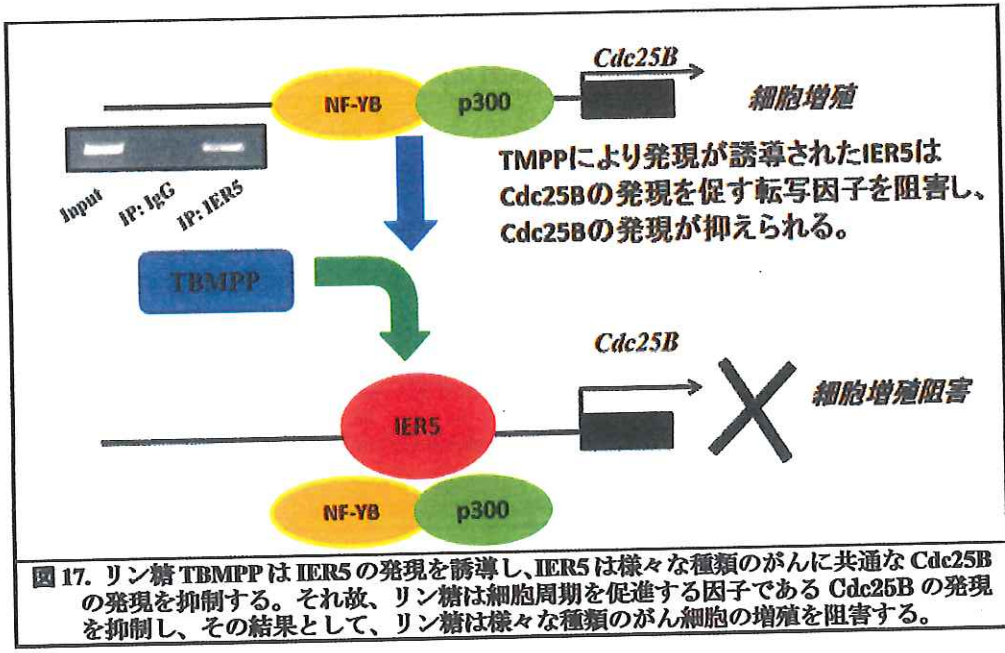 Cdc25B
NF-YB
p300
細胞増殖
Input
IP: IgG
IP: IER5
TMPPにより発現が誘導されたIER5は
Cdc25Bの発現を促す転写因子を阻害し、
Cdc25Bの発現が抑えられる。
TBMPP
Cdc25B
IER5
細胞増殖阻害
NF-YB
p300
図 17. リン糖 TBMPP は IER5 の発現を誘導し、IER5 は様々な種類のがんに共通な Cdc25B
の発現を抑制する。それ故、リン糖は細胞周期を促進する因子である Cdc25B の発現
を抑制し、その結果として、リン糖は様々な種類のがん細胞の増殖を阻害する。